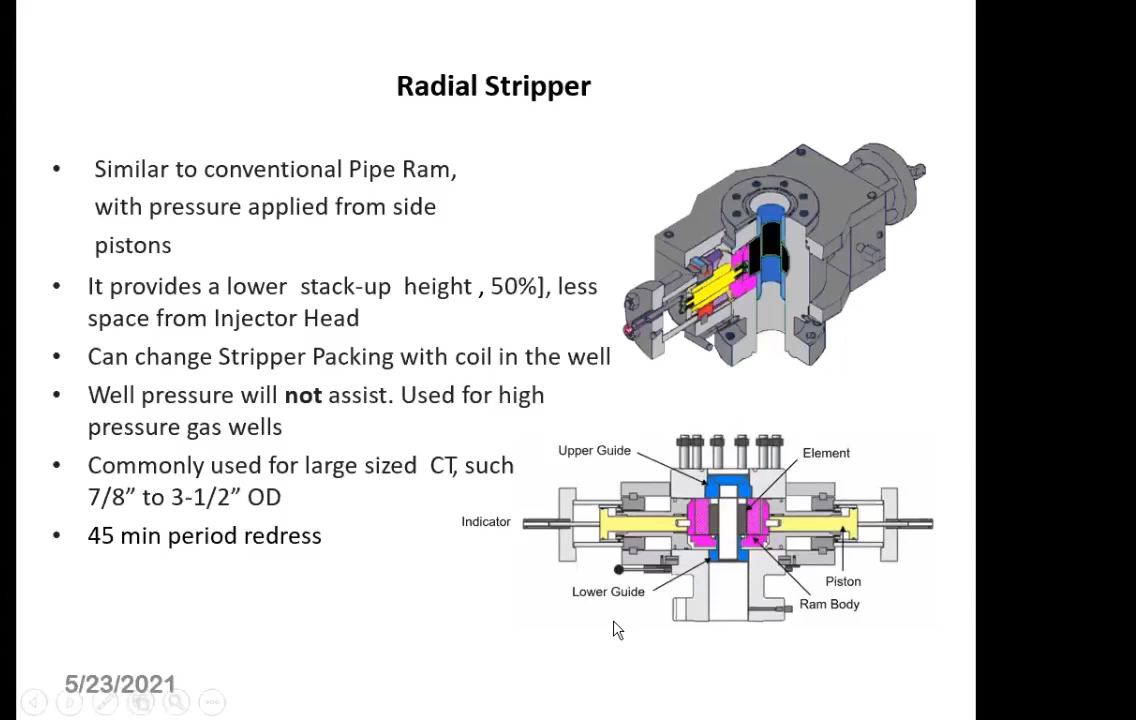 Radial Stripper
• Similar to conventional Pipe Ram,
with pressure applied from side
pistons
• It provides a lower stack-up height , 50%], less
space from Injector Head
• Can change Stripper Packing with coil in the well
• Well pressure will not assist. Used for high
pressure gas wells
• Commonly used for large sized CT, such
7/8” to 3-1/2” OD
• 45 min period redress
Upper Guide
Element
Indicator
Piston
Lower Guide
Ram Body
5/23/2021